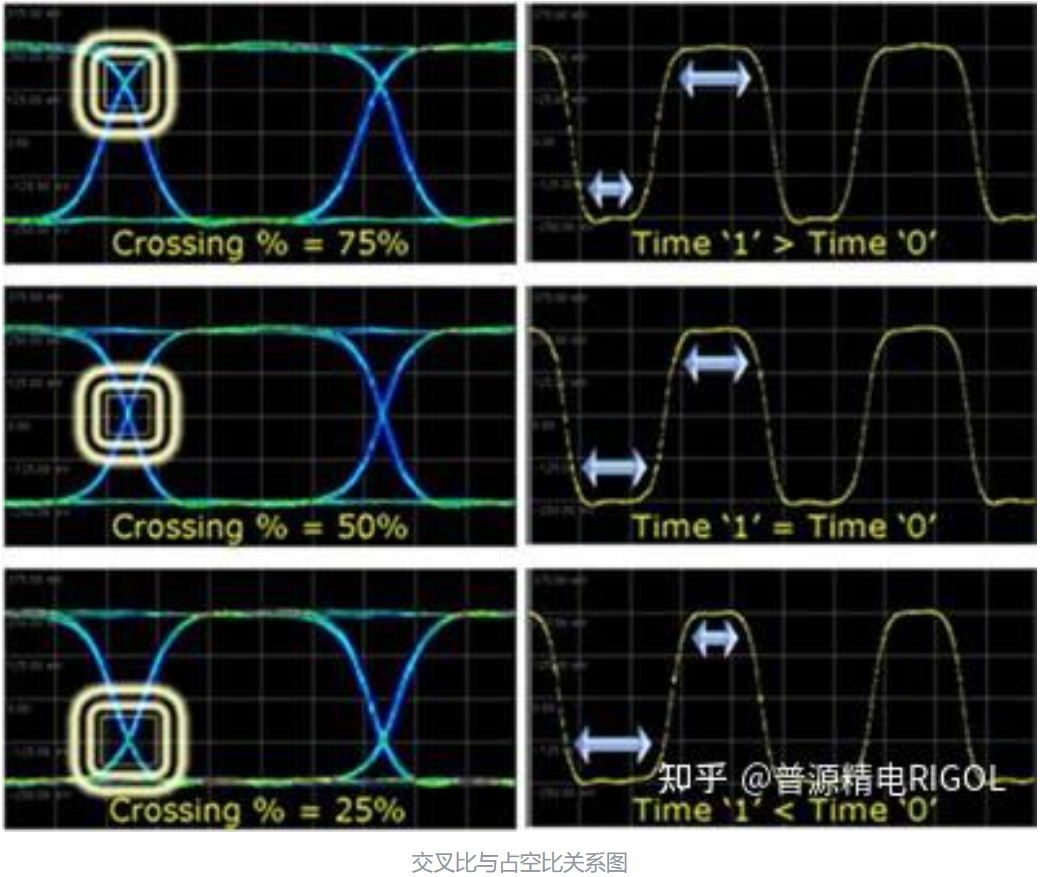 Crossing % = 75%
Time ‘1’ > Time ‘0’
Crossing % = 50%
Time ‘1’ = Time ‘0’
Crossing % = 25%
知乎 @普源精电RIGOL
Time ‘1’ < Time ‘0’
交叉比与占空比关系图